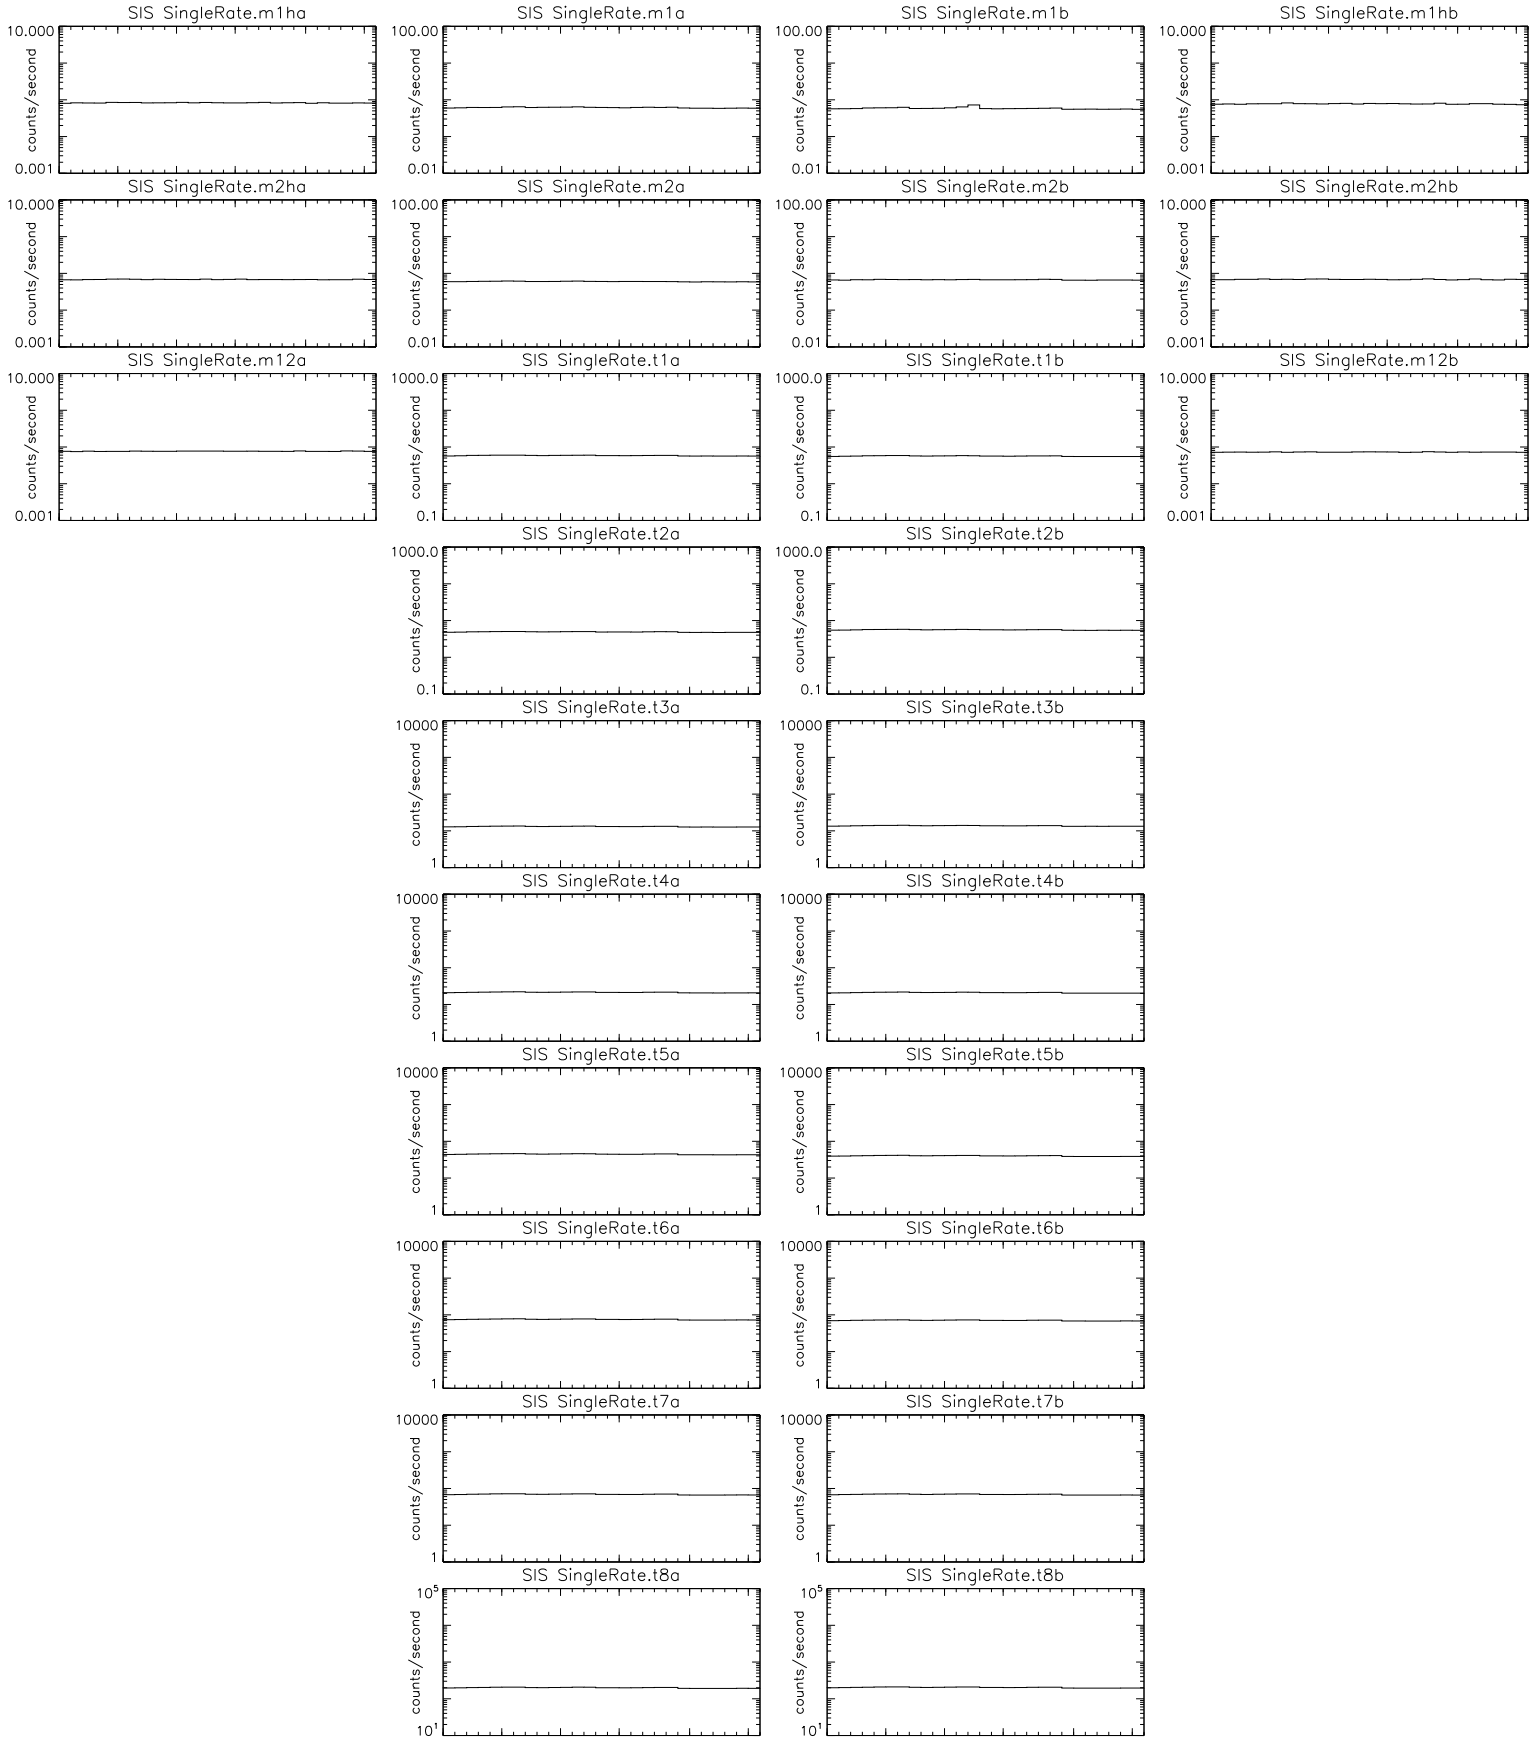 SIS SingleRate.m1ha SIS SingleRate.m1a SIS SingleRate.m1b SIS SingleRate.m1hb
10.000 100.00 100.00 10.000
counts/second counts/second counts/second counts/second
0.001 0.01 0.01 0.001
SIS SingleRate.m2ha SIS SingleRate.m2a SIS SingleRate.m2b SIS SingleRate.m2hb
10.000 100.00 100.00 10.000
counts/second counts/second counts/second counts/second
0.001 0.01 0.01 0.001
SIS SingleRate.m12a SIS SingleRate.t1a SIS SingleRate.t1b SIS SingleRate.m12b
10.000 1000.0 1000.0 10.000
counts/second counts/second counts/second counts/second
0.001 0.1 0.1 0.001
SIS SingleRate.t2a SIS SingleRate.t2b
1000.0 1000.0
counts/second counts/second
0.1 0.1
SIS SingleRate.t3a SIS SingleRate.t3b
10000 10000
counts/second counts/second
1 1
SIS SingleRate.t4a SIS SingleRate.t4b
10000 10000
counts/second counts/second
1 1
SIS SingleRate.t5a SIS SingleRate.t5b
10000 10000
counts/second counts/second
1 1
SIS SingleRate.t6a SIS SingleRate.t6b
10000 10000
counts/second counts/second
1 1
SIS SingleRate.t7a SIS SingleRate.t7b
10000 10000
counts/second counts/second
1 1
SIS SingleRate.t8a SIS SingleRate.t8b
10⁵ 10⁵
counts/second counts/second
10¹ 10¹